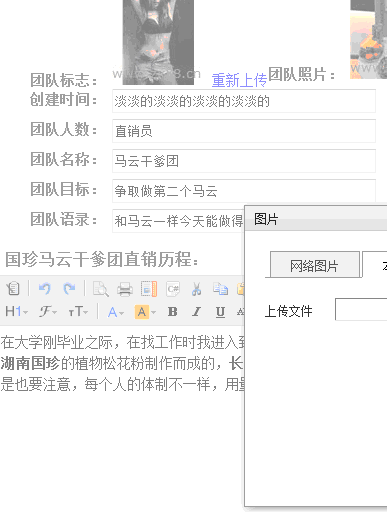 团队标志： 重新上传 团队照片：
创建时间： 淡淡的淡淡的淡淡的淡淡的
团队人数： 直销员
团队名称： 马云干爹团
团队目标： 争取做第二个马云
团队语录： 和马云一样今天能做得
图片
国珍马云干爹团直销历程：
网络图片
H1 ℱ тT A A B I U
上传文件
在大学刚毕业之际，在找工作时我进入到
湖南国珍的植物松花粉制作而成的，长
是也要注意，每个人的体制不一样，用量